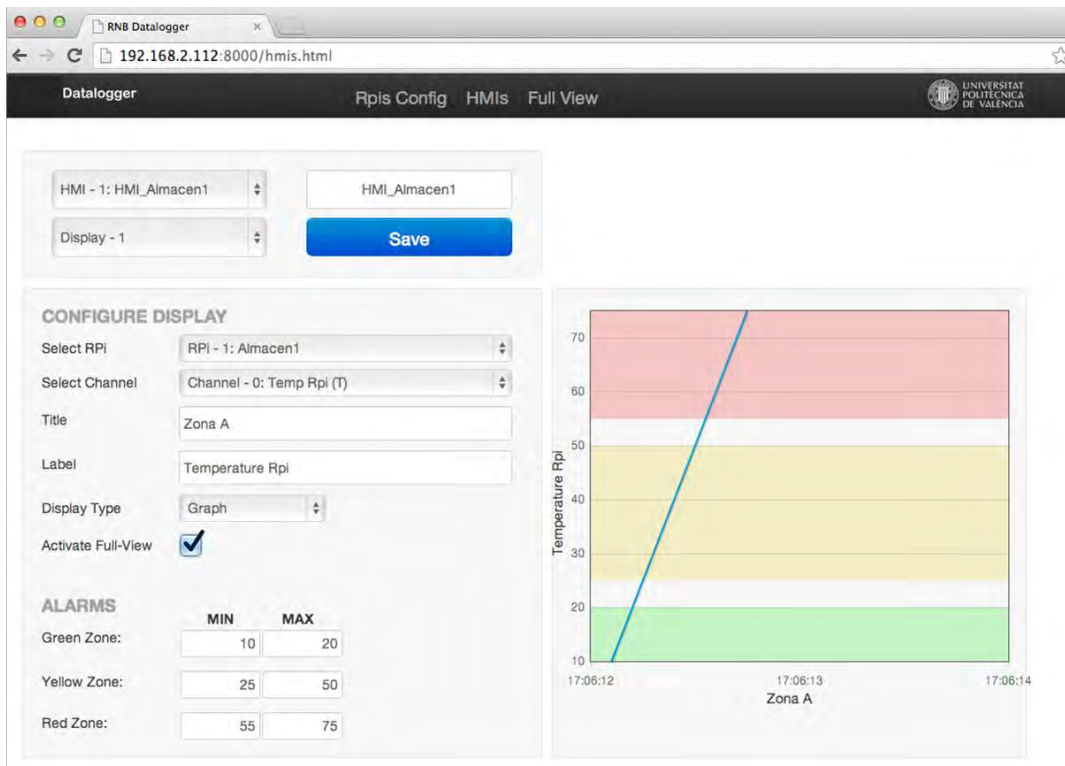 RNB Datalogger
192.168.2.112:8000/hmis.html
Datalogger
Rpis Config HMIs Full View
UNIVERSITAT
POLITÈCNICA
DE VALÈNCIA
HMI - 1: HMI_Almacen1
HMI_Almacen1
Display - 1
Save
CONFIGURE DISPLAY
Select RPi
RPi - 1: Almacen1
Select Channel
Channel - 0: Temp Rpi (T)
Title
Zona A
Label
Temperature Rpi
Display Type
Graph
Activate Full-View
ALARMS
MIN MAX
Green Zone: 10 20
Yellow Zone: 25 50
Red Zone: 55 75
Temperature Rpi
70
60
50
40
30
20
10
17:06:12 17:06:13 17:06:14
Zona A